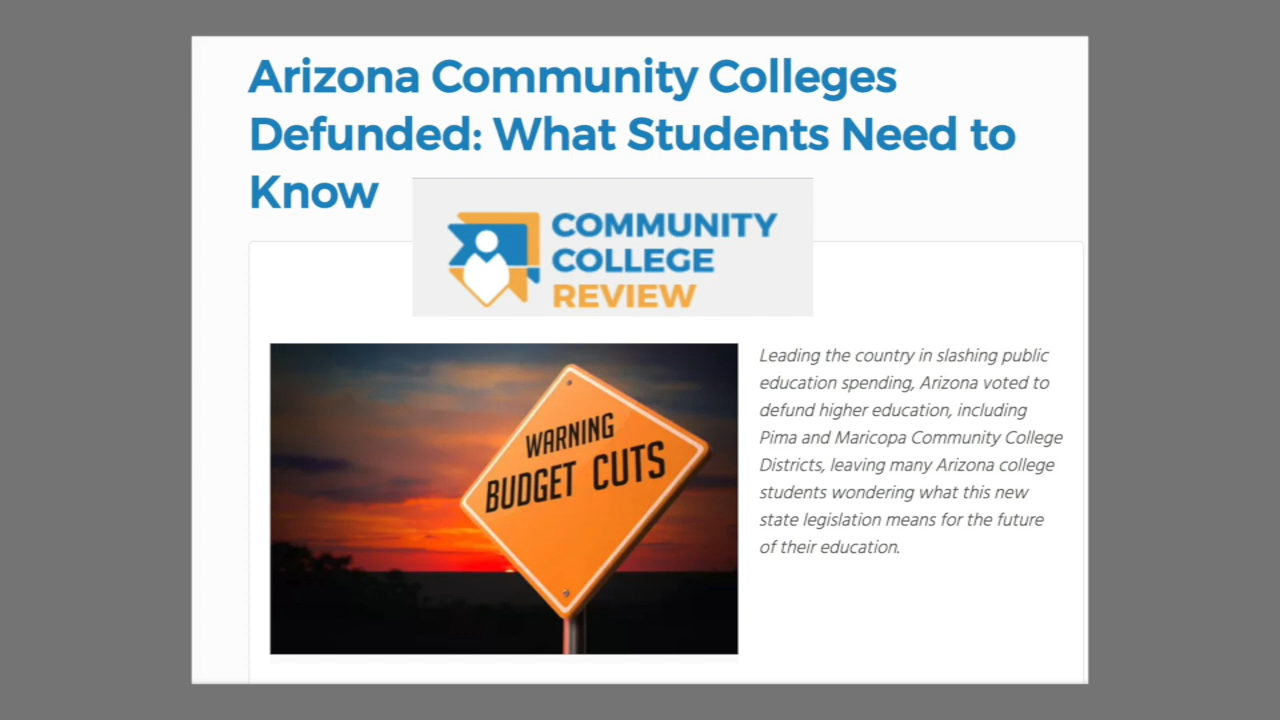 Arizona Community Colleges
Defunded: What Students Need to
Know
COMMUNITY
COLLEGE
REVIEW
WARNING
BUDGET CUTS
Leading the country in slashing public
education spending, Arizona voted to
defund higher education, including
Pima and Maricopa Community College
Districts, leaving many Arizona college
students wondering what this new
state legislation means for the future
of their education.